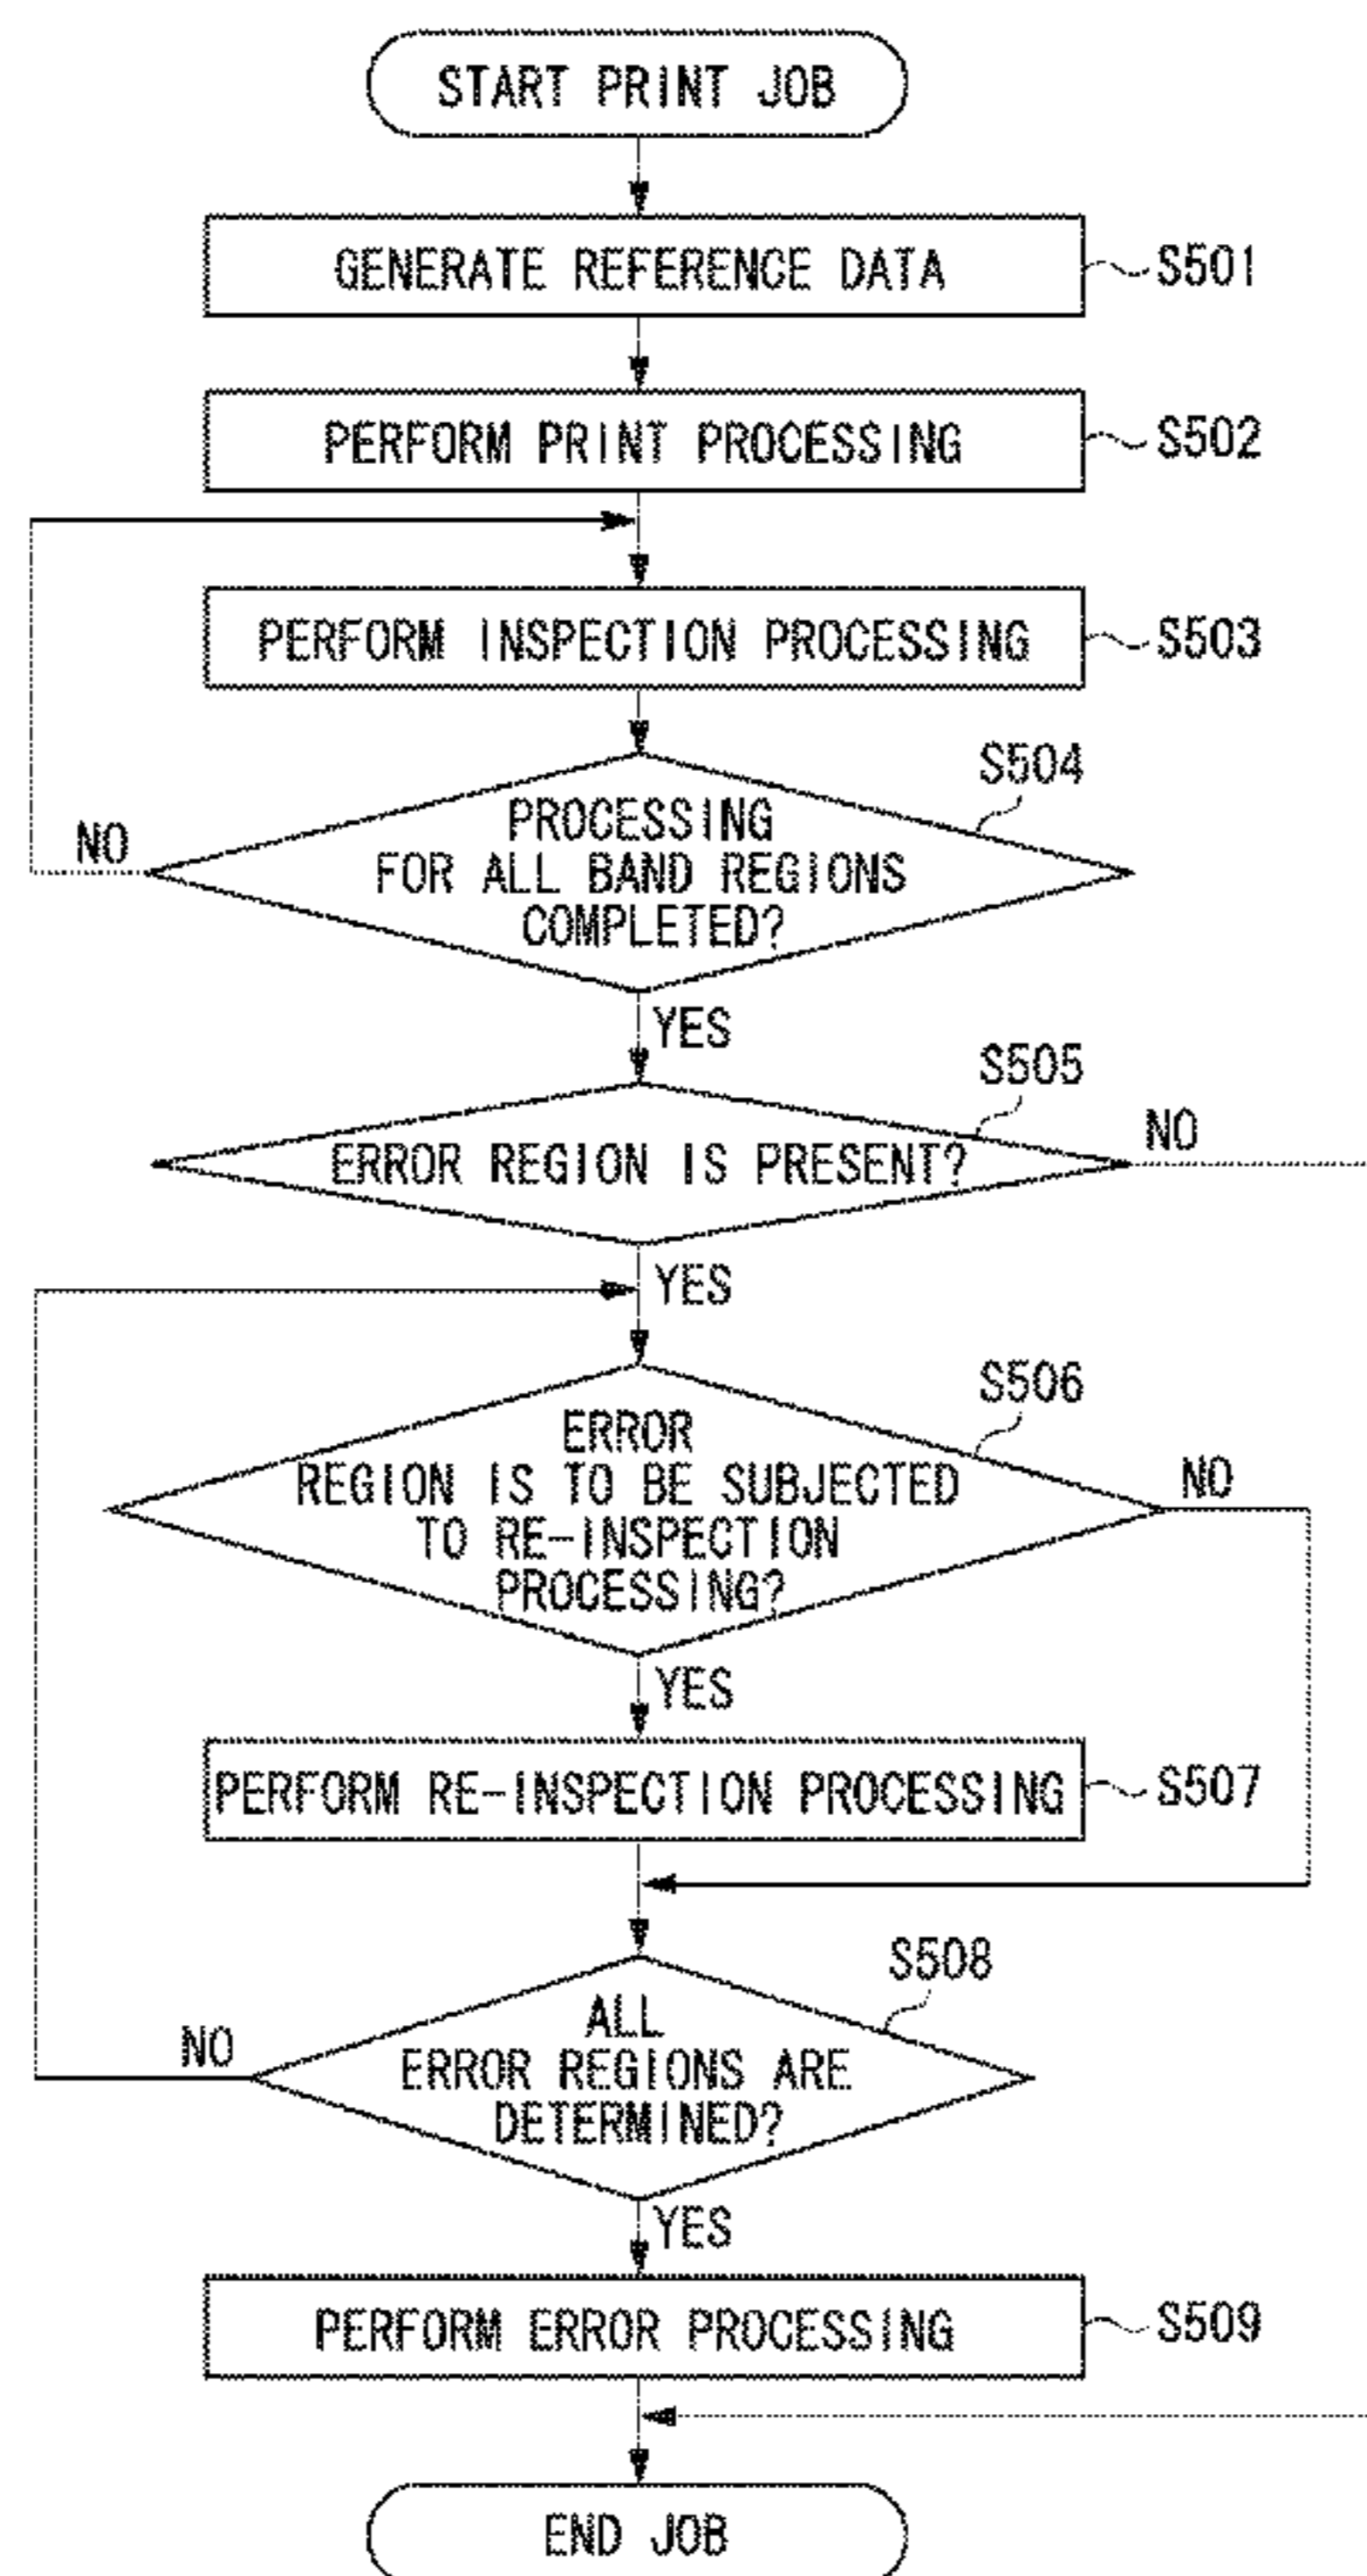 START PRINT JOB
GENERATE REFERENCE DATA
S501
PERFORM PRINT PROCESSING
S502
PERFORM INSPECTION PROCESSING
S503
S504
PROCESSING
FOR ALL BAND REGIONS
COMPLETED?
NO
YES
S505
ERROR REGION IS PRESENT?
NO
YES
S506
ERROR
REGION IS TO BE SUBJECTED
TO RE-INSPECTION
PROCESSING?
NO
YES
PERFORM RE-INSPECTION PROCESSING
S507
S508
ALL
ERROR REGIONS ARE
DETERMINED?
NO
YES
PERFORM ERROR PROCESSING
S509
END JOB